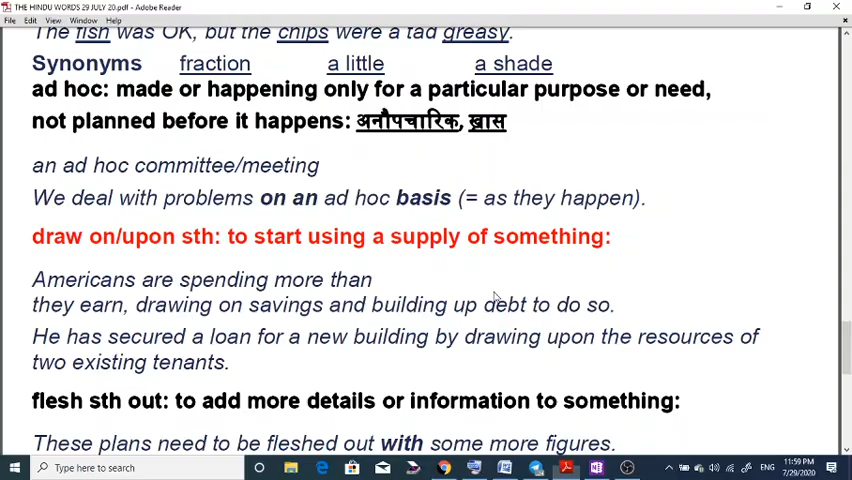 THE HINDU WORDS 29 JULY 20.pdf - Adobe Reader
File Edit View Window Help
The fish was OK, but the chips were a tad greasy.
Synonyms fraction a little a shade
ad hoc: made or happening only for a particular purpose or need,
not planned before it happens: अनौपचारिक, ख़ास
an ad hoc committee/meeting
We deal with problems on an ad hoc basis (= as they happen).
draw on/upon sth: to start using a supply of something:
Americans are spending more than
they earn, drawing on savings and building up debt to do so.
He has secured a loan for a new building by drawing upon the resources of
two existing tenants.
flesh sth out: to add more details or information to something:
These plans need to be fleshed out with some more figures.
Type here to search
ENG
11:59 PM
7/29/2020